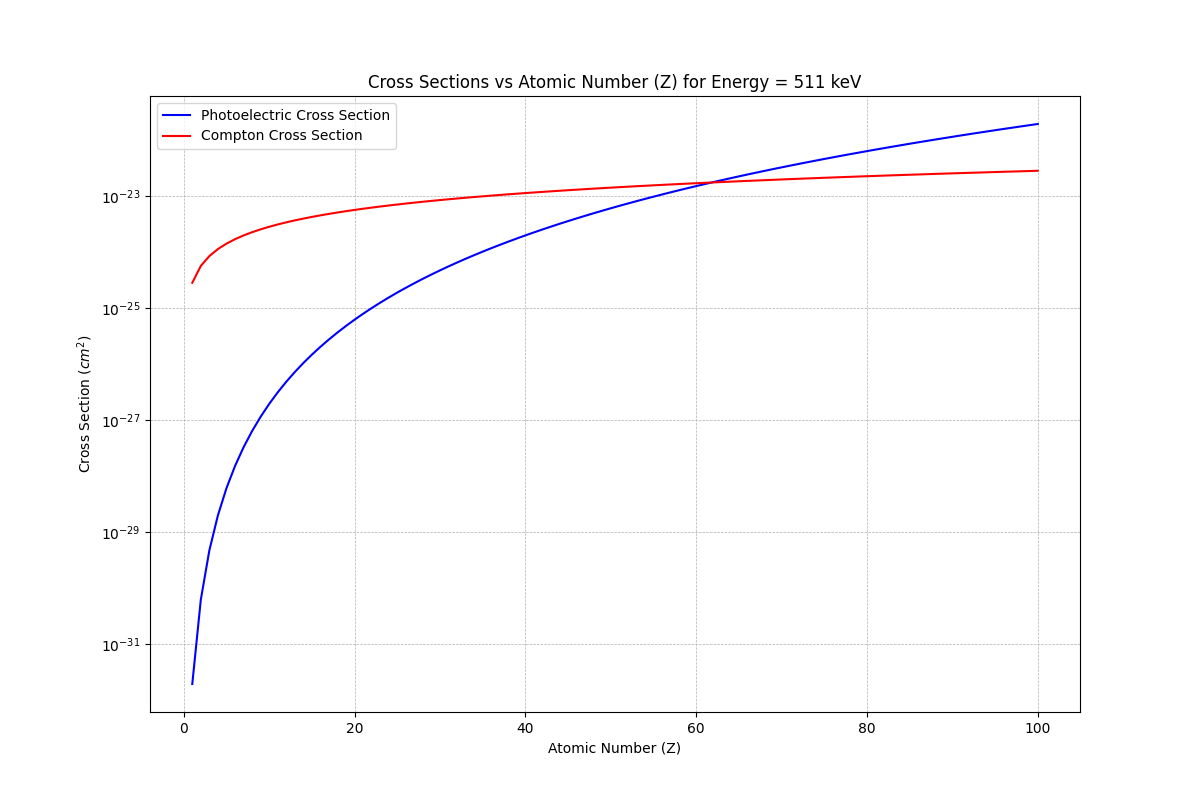 Cross Sections vs Atomic Number (Z) for Energy = 511 keV
Photoelectric Cross Section
Compton Cross Section
Cross Section ($cm^2$)
$10^{-23}$
$10^{-25}$
$10^{-27}$
$10^{-29}$
$10^{-31}$
0 20 40 60 80 100
Atomic Number (Z)